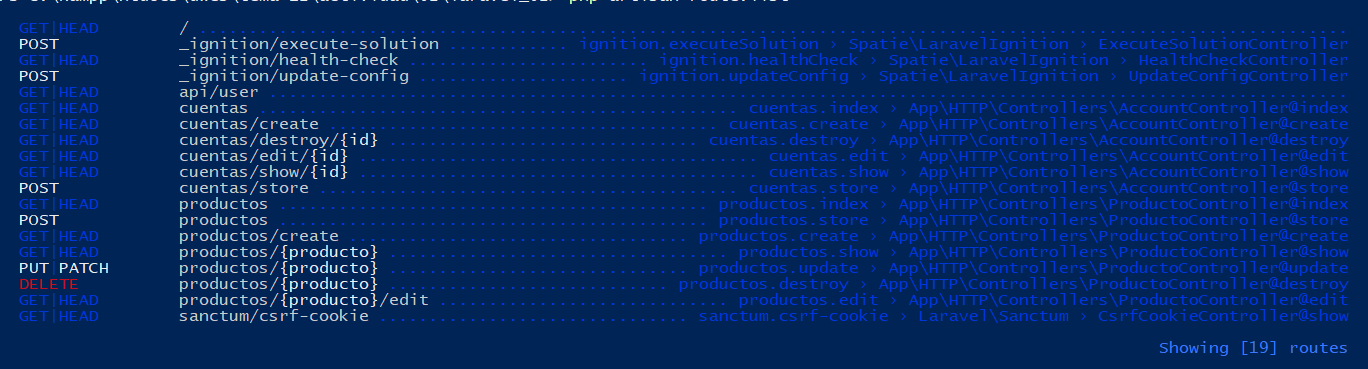 GET|HEAD / ...
POST _ignition/execute-solution ............ ignition.executeSolution › Spatie\LaravelIgnition › ExecuteSolutionController
GET|HEAD _ignition/health-check ........................ ignition.healthCheck › Spatie\LaravelIgnition › HealthCheckController
POST _ignition/update-config ..................... ignition.updateConfig › Spatie\LaravelIgnition › UpdateConfigController
GET|HEAD api/user ...
GET|HEAD cuentas ................................................ cuentas.index › App\HTTP\Controllers\AccountController@index
GET|HEAD cuentas/create ....................................... cuentas.create › App\HTTP\Controllers\AccountController@create
GET|HEAD cuentas/destroy/{id} ............................... cuentas.destroy › App\HTTP\Controllers\AccountController@destroy
GET|HEAD cuentas/edit/{id} ........................................ cuentas.edit › App\HTTP\Controllers\AccountController@edit
GET|HEAD cuentas/show/{id} ........................................ cuentas.show › App\HTTP\Controllers\AccountController@show
POST cuentas/store .......................................... cuentas.store › App\HTTP\Controllers\AccountController@store
GET|HEAD productos ........................................... productos.index › App\HTTP\Controllers\ProductoController@index
POST productos ........................................... productos.store › App\HTTP\Controllers\ProductoController@store
GET|HEAD productos/create .................................. productos.create › App\HTTP\Controllers\ProductoController@create
GET|HEAD productos/{producto} .................................. productos.show › App\HTTP\Controllers\ProductoController@show
PUT|PATCH productos/{producto} .............................. productos.update › App\HTTP\Controllers\ProductoController@update
DELETE productos/{producto} ............................ productos.destroy › App\HTTP\Controllers\ProductoController@destroy
GET|HEAD productos/{producto}/edit ............................. productos.edit › App\HTTP\Controllers\ProductoController@edit
GET|HEAD sanctum/csrf-cookie ............................... sanctum.csrf-cookie › Laravel\Sanctum › CsrfCookieController@show
Showing [19] routes